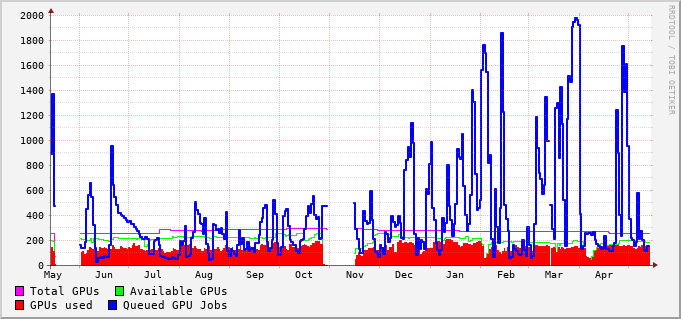 2000
1800
1600
1400
1200
1000
800
600
400
200
0
May Jun Jul Aug Sep Oct Nov Dec Jan Feb Mar Apr
Total GPUs Available GPUs
GPUs used Queued GPU Jobs
RRDTOOL / TOBI OETIKER